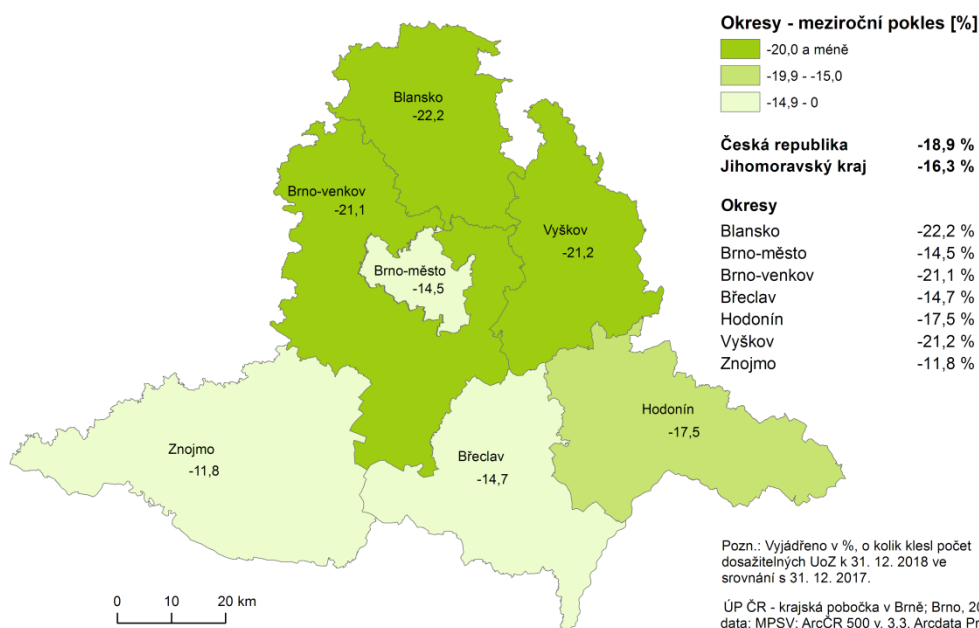 Okresy - meziroční pokles [%]
-20,0 a méně
-19,9 - -15,0
-14,9 - 0
Česká republika -18,9 %
Jihomoravský kraj -16,3 %
Okresy
Blansko -22,2 %
Brno-město -14,5 %
Brno-venkov -21,1 %
Břeclav -14,7 %
Hodonín -17,5 %
Vyškov -21,2 %
Znojmo -11,8 %
Blansko
-22,2
Brno-venkov
-21,1
Vyškov
-21,2
Brno-město
-14,5
Hodonín
-17,5
Znojmo
-11,8
Břeclav
-14,7
Pozn.: Vyjádřeno v %, o kolik klesl počet
dosažitelných UoZ k 31. 12. 2018 ve
srovnání s 31. 12. 2017.
0 10 20 km
ÚP ČR - krajská pobočka v Brně; Brno,
data: MPSV; ArcČR 500 v. 3.3, Arcdata